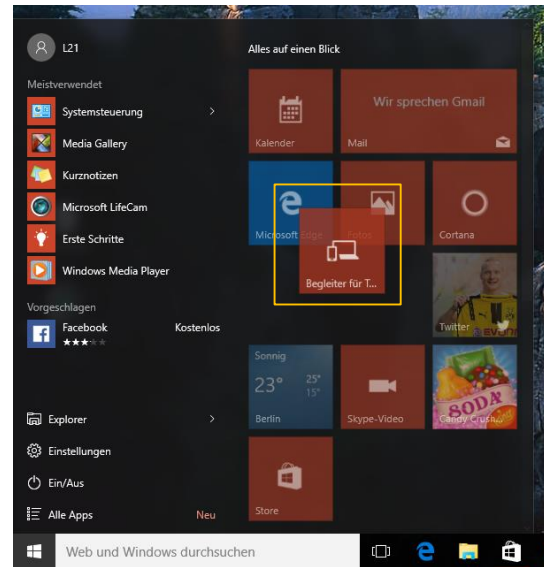 L21
Alles auf einen Blick
Meistverwendet
Systemsteuerung
Media Gallery
Kurznotizen
Microsoft LifeCam
Erste Schritte
Windows Media Player
Vorgeschlagen
Facebook Kostenlos
Explorer
Einstellungen
Ein/Aus
Alle Apps Neu
Wir sprechen Gmail
Kalender
Mail
Microsoft Edge
Fotos
Cortana
Begleiter für T...
Twitter
Sonnig
23° 25°
15°
Berlin
Skype-Video
SODA
Candy Crush
Store
Web und Windows durchsuchen